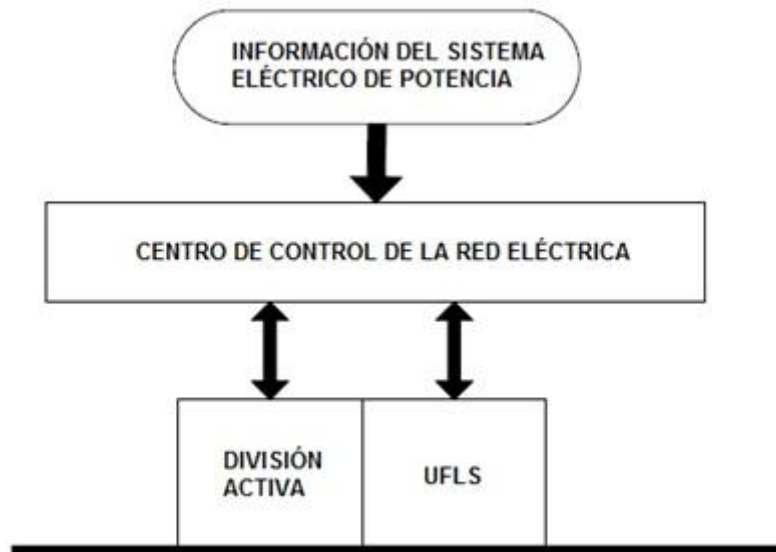 INFORMACIÓN DEL SISTEMA
ELÉCTRICO DE POTENCIA
CENTRO DE CONTROL DE LA RED ELÉCTRICA
DIVISIÓN
ACTIVA
UFLS